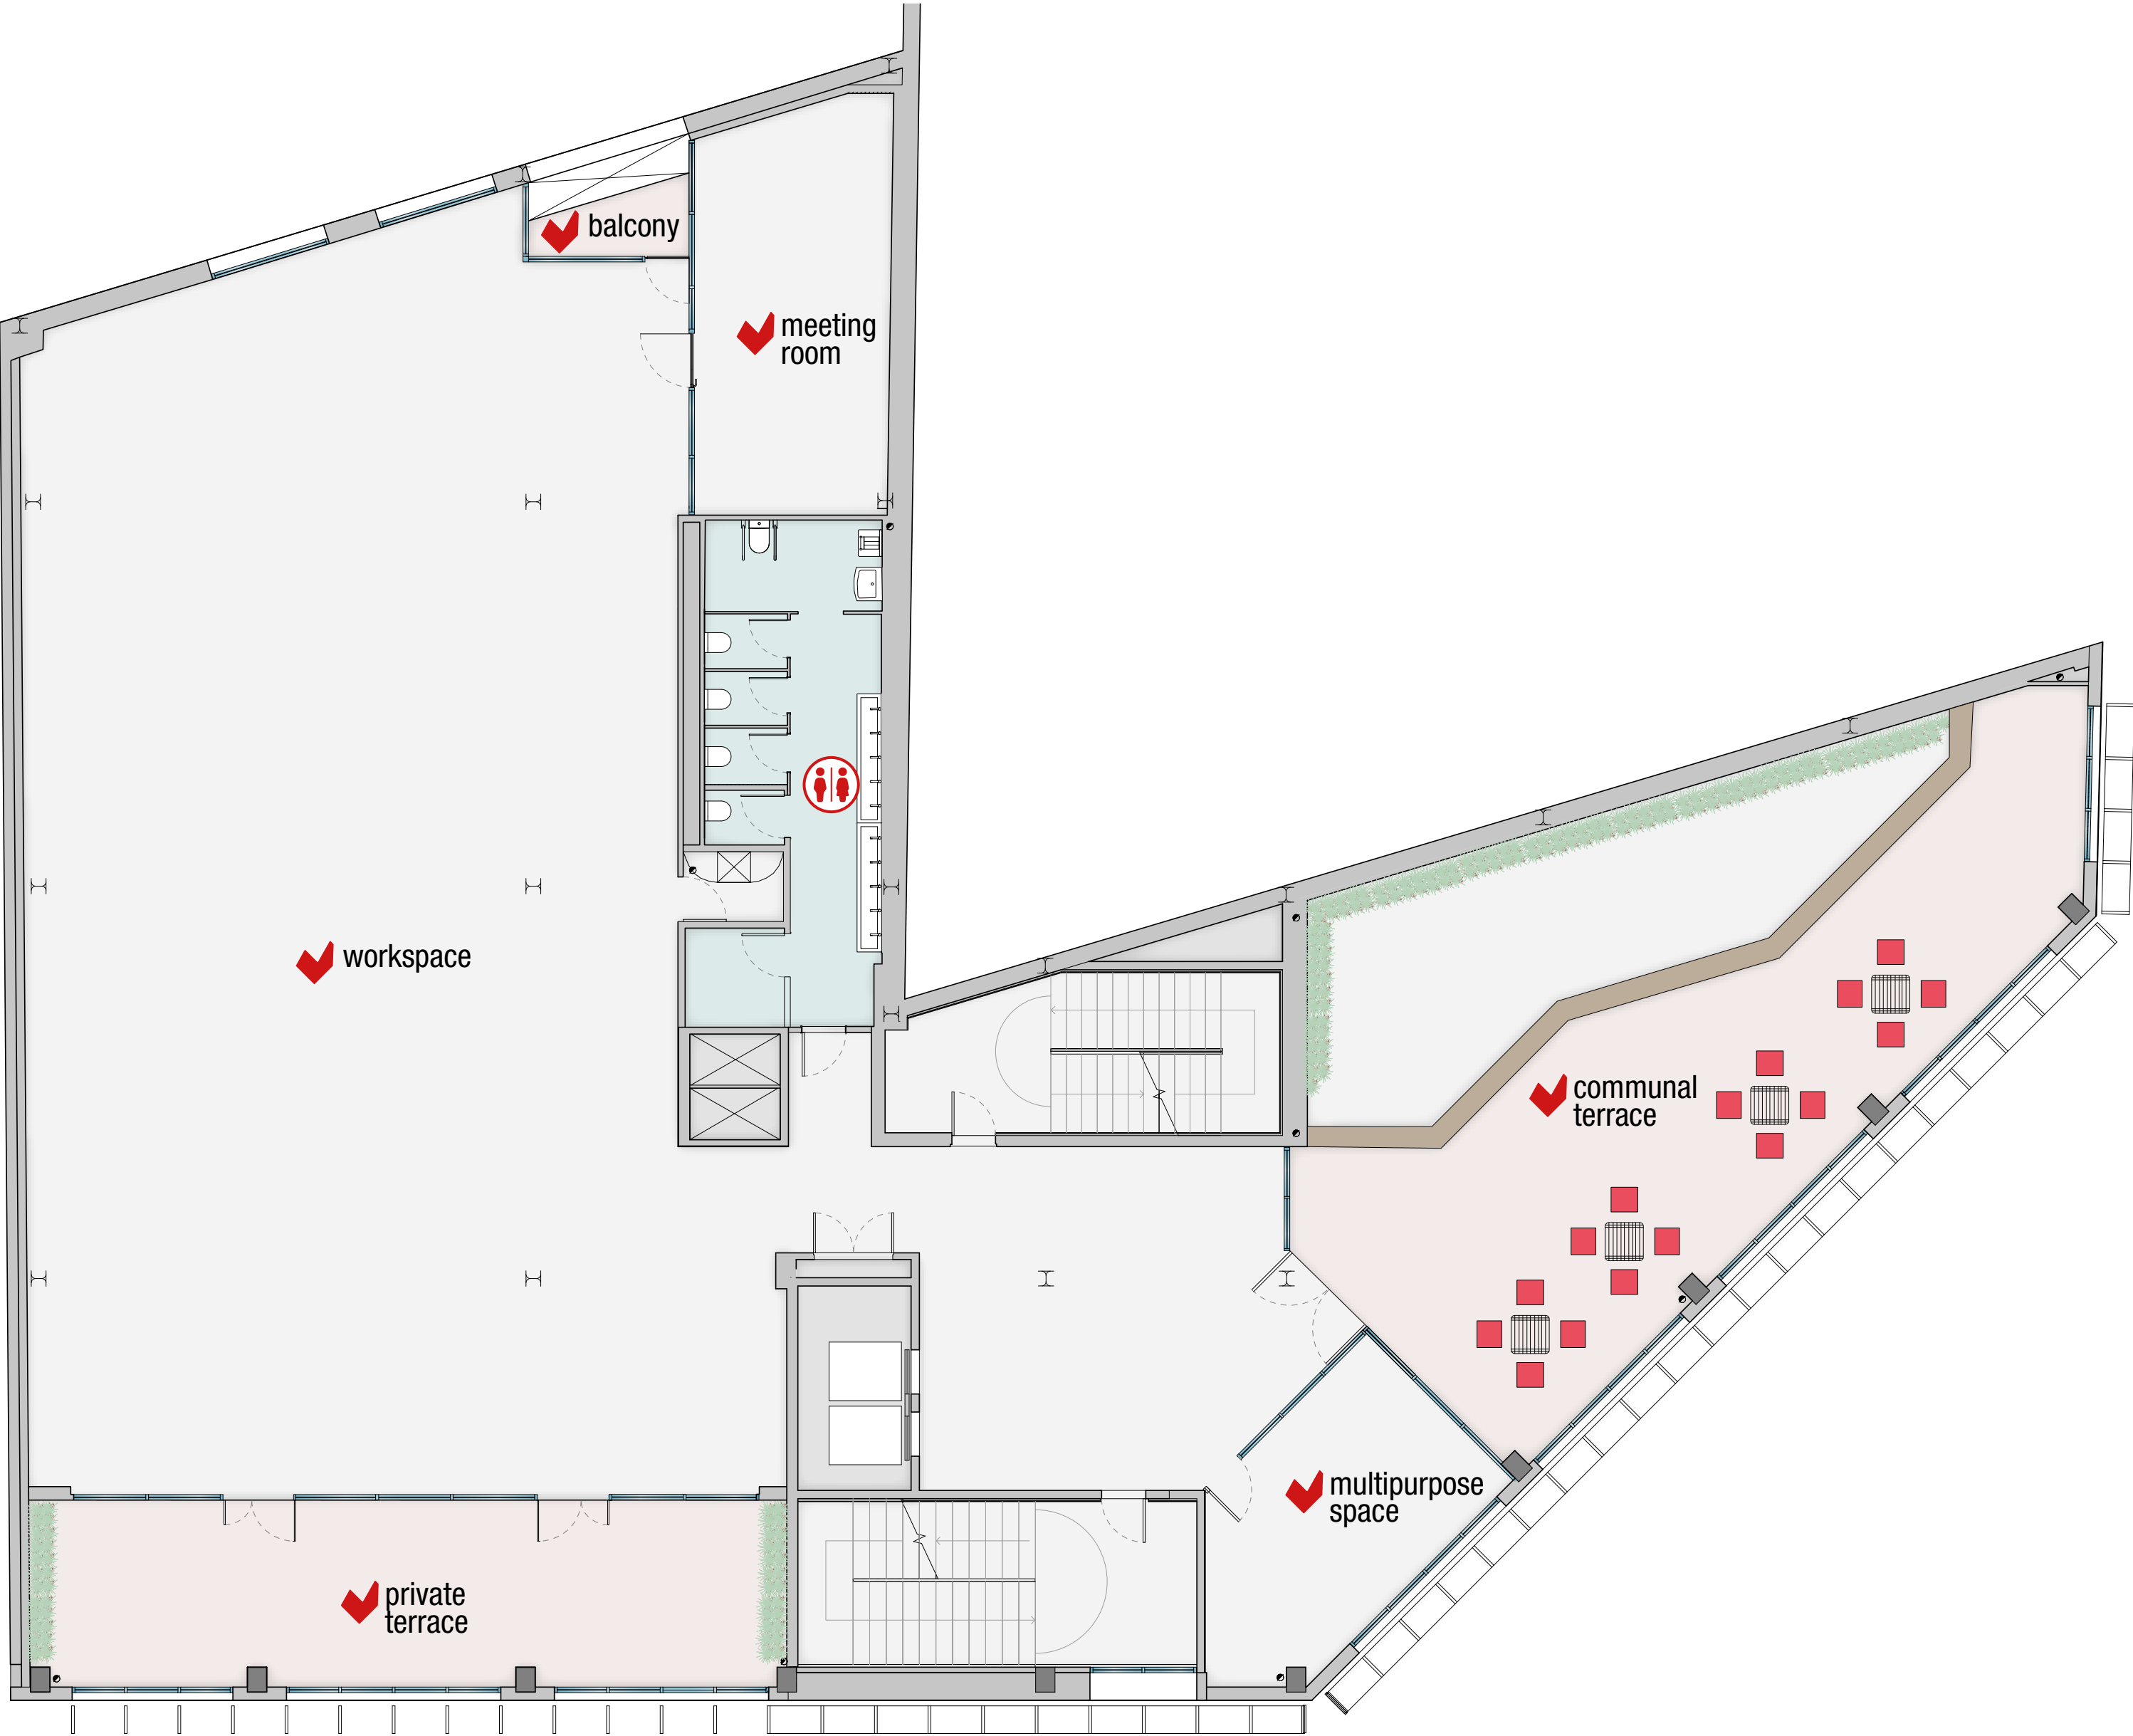 balcony
meeting
room
workspace
communal
terrace
multipurpose
space
private
terrace